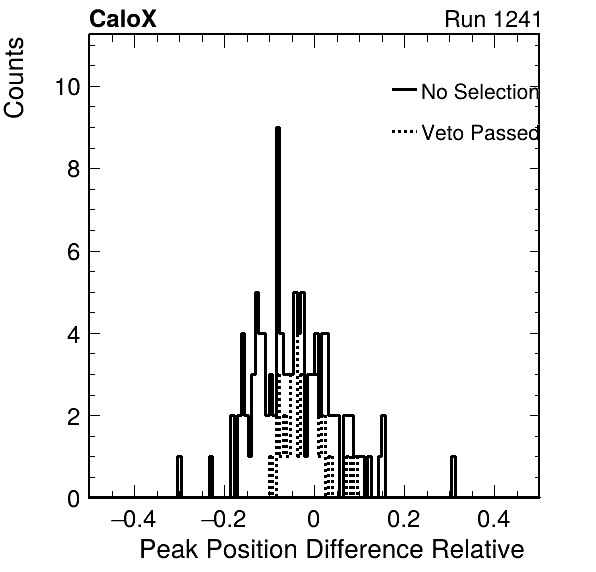 CaloX Run 1241
Counts
No Selection
Veto Passed
10
8
6
4
2
0
−0.4 −0.2 0 0.2 0.4
Peak Position Difference Relative